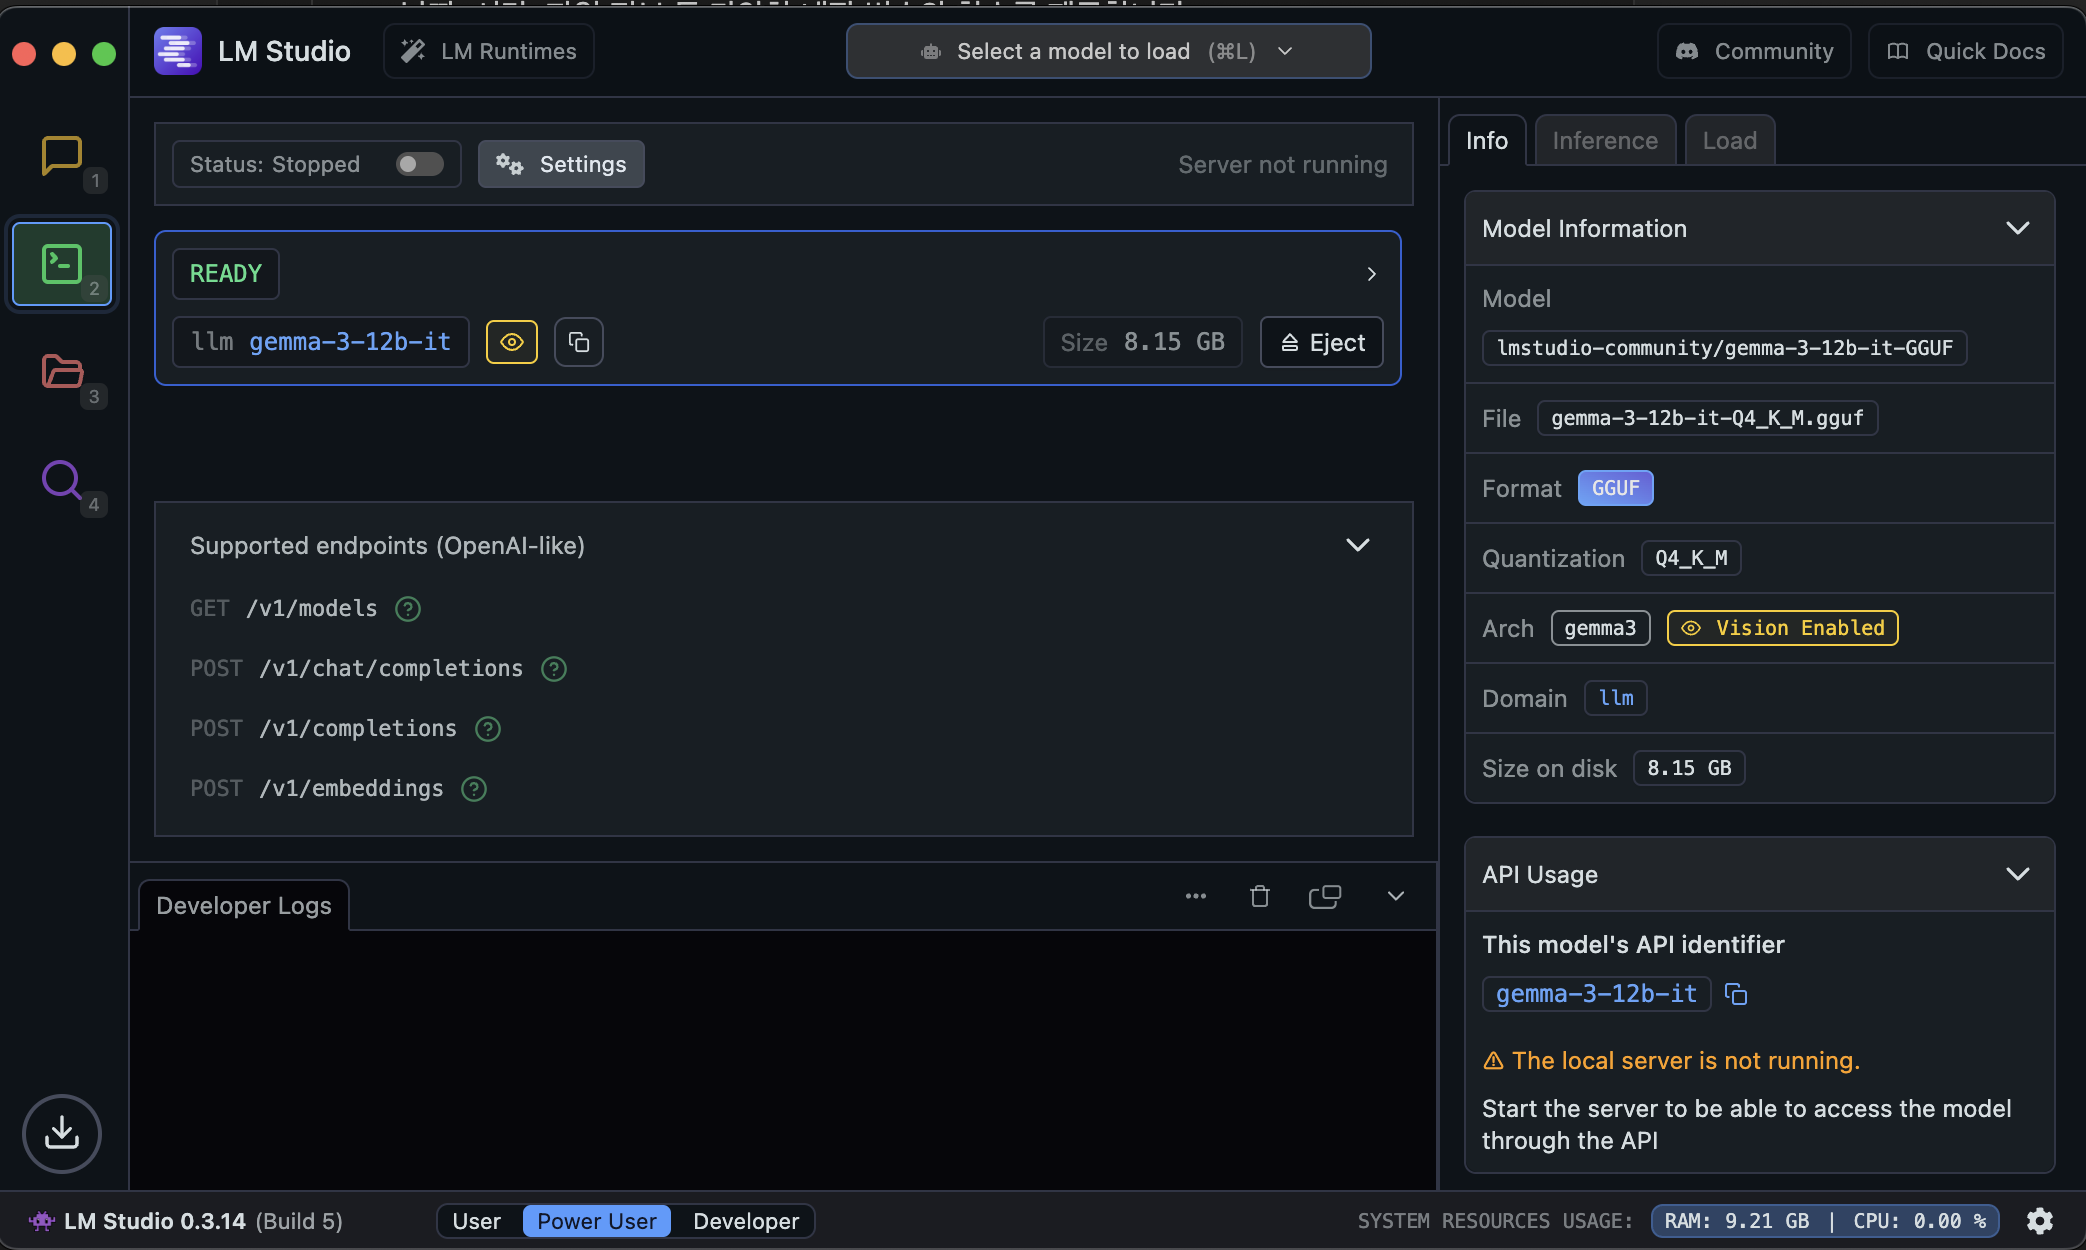 LM Studio
LM Runtimes
Select a model to load (⌘L)
Community
Quick Docs
1
2
3
4
Status: Stopped
Settings
Server not running
READY
llm gemma-3-12b-it
Size 8.15 GB
Eject
Supported endpoints (OpenAI-like)
GET /v1/models
POST /v1/chat/completions
POST /v1/completions
POST /v1/embeddings
Developer Logs
Info
Inference
Load
Model Information
Model
lmstudio-community/gemma-3-12b-it-GGUF
File gemma-3-12b-it-Q4_K_M.gguf
Format GGUF
Quantization Q4_K_M
Arch gemma3 Vision Enabled
Domain llm
Size on disk 8.15 GB
API Usage
This model's API identifier
gemma-3-12b-it
The local server is not running.
Start the server to be able to access the model
through the API
LM Studio 0.3.14 (Build 5)
User
Power User
Developer
SYSTEM RESOURCES USAGE:
RAM: 9.21 GB | CPU: 0.00 %